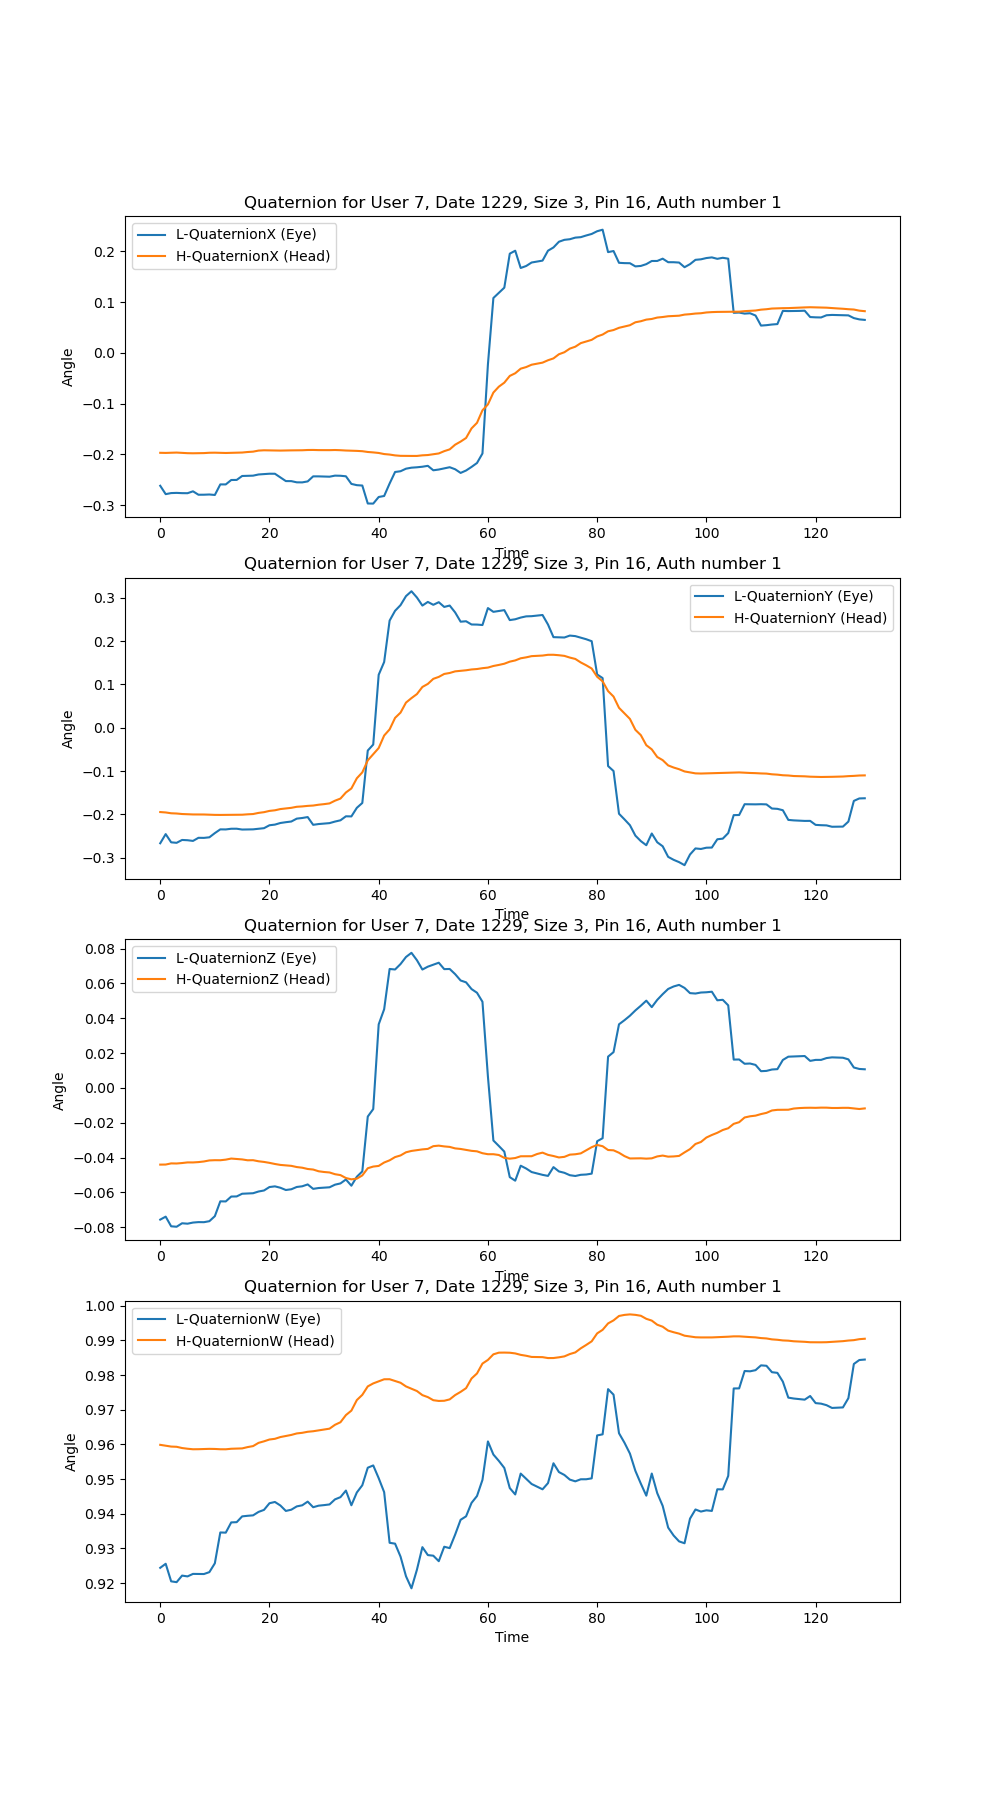 Quaternion for User 7, Date 1229, Size 3, Pin 16, Auth number 1
L-QuaternionX (Eye)
H-QuaternionX (Head)
0.2
0.1
0.0
−0.1
−0.2
−0.3
Angle
0 20 40 60 80 100 120
Time
Quaternion for User 7, Date 1229, Size 3, Pin 16, Auth number 1
L-QuaternionY (Eye)
H-QuaternionY (Head)
0.3
0.2
0.1
0.0
−0.1
−0.2
−0.3
Angle
0 20 40 60 80 100 120
Time
Quaternion for User 7, Date 1229, Size 3, Pin 16, Auth number 1
L-QuaternionZ (Eye)
H-QuaternionZ (Head)
0.08
0.06
0.04
0.02
0.00
−0.02
−0.04
−0.06
−0.08
Angle
0 20 40 60 80 100 120
Time
Quaternion for User 7, Date 1229, Size 3, Pin 16, Auth number 1
L-QuaternionW (Eye)
H-QuaternionW (Head)
1.00
0.99
0.98
0.97
0.96
0.95
0.94
0.93
0.92
Angle
0 20 40 60 80 100 120
Time